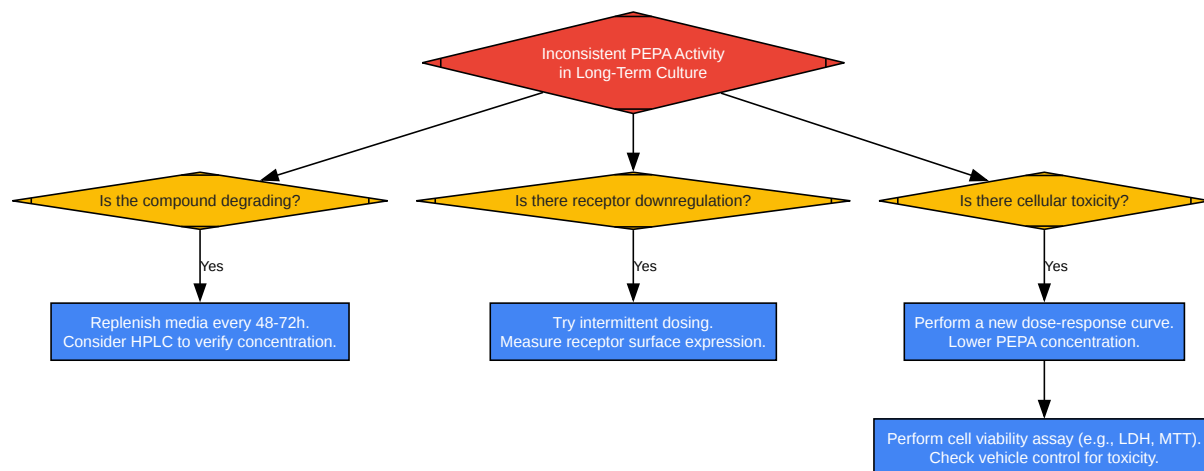 Inconsistent PEPA Activity
in Long-Term Culture
Is the compound degrading?
Is there receptor downregulation?
Is there cellular toxicity?
Yes
Yes
Yes
Replenish media every 48-72h.
Consider HPLC to verify concentration.
Try intermittent dosing.
Measure receptor surface expression.
Perform a new dose-response curve.
Lower PEPA concentration.
Perform cell viability assay (e.g., LDH, MTT).
Check vehicle control for toxicity.